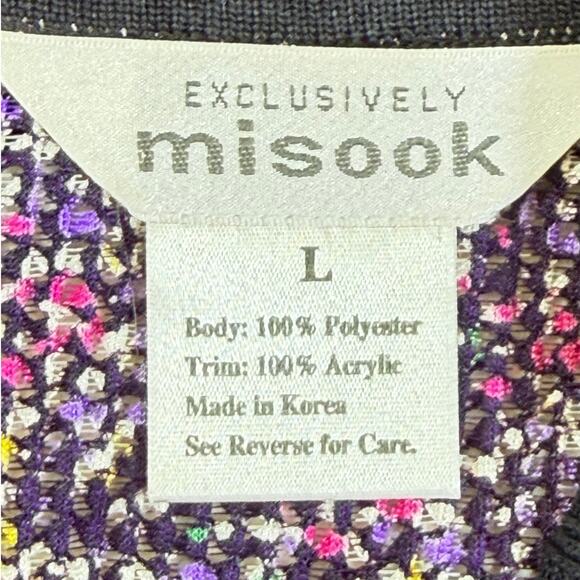 EXCLUSIVELY
misook
L
Body: 100% Polyester
Trim: 100% Acrylic
Made in Korea
See Reverse for Care.